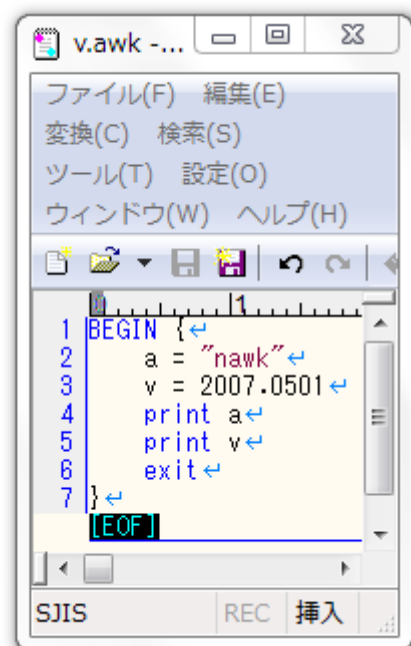 v.awk -...
ファイル(F) 編集(E)
変換(C) 検索(S)
ツール(T) 設定(O)
ウィンドウ(W) ヘルプ(H)
0 1
1 BEGIN {↵
2 a = "nawk"↵
3 v = 2007.0501↵
4 print a↵
5 print v↵
6 exit↵
7 }↵
[EOF]
SJIS REC 挿入